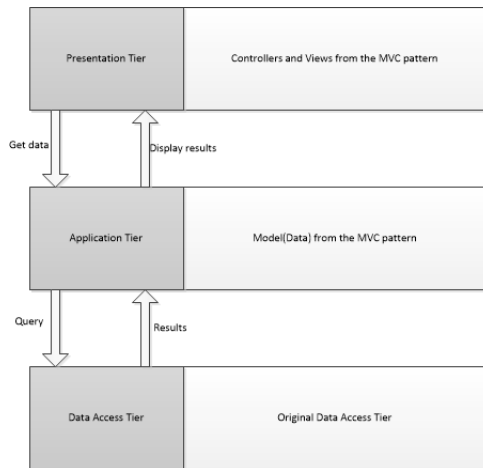 Presentation Tier
Controllers and Views from the MVC pattern
Get data
Display results
Application Tier
Model(Data) from the MVC pattern
Query
Results
Data Access Tier
Original Data Access Tier